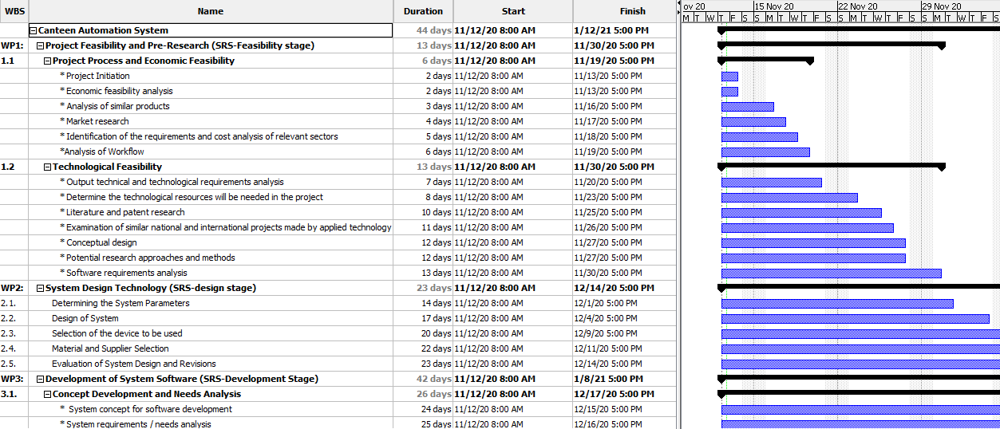 WBS Name Duration Start Finish ov 20 15 Nov 20 22 Nov 20 29 Nov 20
M T W T F S S M T W T F S S M T W T F S S M T W T F S
Canteen Automation System 44 days 11/12/20 8:00 AM 1/12/21 5:00 PM
WP1: Project Feasibility and Pre-Research (SRS-Feasibility stage) 13 days 11/12/20 8:00 AM 11/30/20 5:00 PM
1.1 Project Process and Economic Feasibility 6 days 11/12/20 8:00 AM 11/19/20 5:00 PM
* Project Initiation 2 days 11/12/20 8:00 AM 11/13/20 5:00 PM
* Economic feasibility analysis 2 days 11/12/20 8:00 AM 11/13/20 5:00 PM
* Analysis of similar products 3 days 11/12/20 8:00 AM 11/16/20 5:00 PM
* Market research 4 days 11/12/20 8:00 AM 11/17/20 5:00 PM
* Identification of the requirements and cost analysis of relevant sectors 5 days 11/12/20 8:00 AM 11/18/20 5:00 PM
*Analysis of Workflow 6 days 11/12/20 8:00 AM 11/19/20 5:00 PM
1.2 Technological Feasibility 13 days 11/12/20 8:00 AM 11/30/20 5:00 PM
* Output technical and technological requirements analysis 7 days 11/12/20 8:00 AM 11/20/20 5:00 PM
* Determine the technological resources will be needed in the project 8 days 11/12/20 8:00 AM 11/23/20 5:00 PM
* Literature and patent research 10 days 11/12/20 8:00 AM 11/25/20 5:00 PM
* Examination of similar national and international projects made by applied technology 11 days 11/12/20 8:00 AM 11/26/20 5:00 PM
* Conceptual design 12 days 11/12/20 8:00 AM 11/27/20 5:00 PM
* Potential research approaches and methods 12 days 11/12/20 8:00 AM 11/27/20 5:00 PM
* Software requirements analysis 13 days 11/12/20 8:00 AM 11/30/20 5:00 PM
WP2: System Design Technology (SRS-design stage) 23 days 11/12/20 8:00 AM 12/14/20 5:00 PM
2.1. Determining the System Parameters 14 days 11/12/20 8:00 AM 12/1/20 5:00 PM
2.2. Design of System 17 days 11/12/20 8:00 AM 12/4/20 5:00 PM
2.3. Selection of the device to be used 20 days 11/12/20 8:00 AM 12/9/20 5:00 PM
2.4. Material and Supplier Selection 22 days 11/12/20 8:00 AM 12/11/20 5:00 PM
2.5. Evaluation of System Design and Revisions 23 days 11/12/20 8:00 AM 12/14/20 5:00 PM
WP3: Development of System Software (SRS-Development Stage) 42 days 11/12/20 8:00 AM 1/8/21 5:00 PM
3.1. Concept Development and Needs Analysis 26 days 11/12/20 8:00 AM 12/17/20 5:00 PM
* System concept for software development 24 days 11/12/20 8:00 AM 12/15/20 5:00 PM
* System requirements / needs analysis 25 days 11/12/20 8:00 AM 12/16/20 5:00 PM